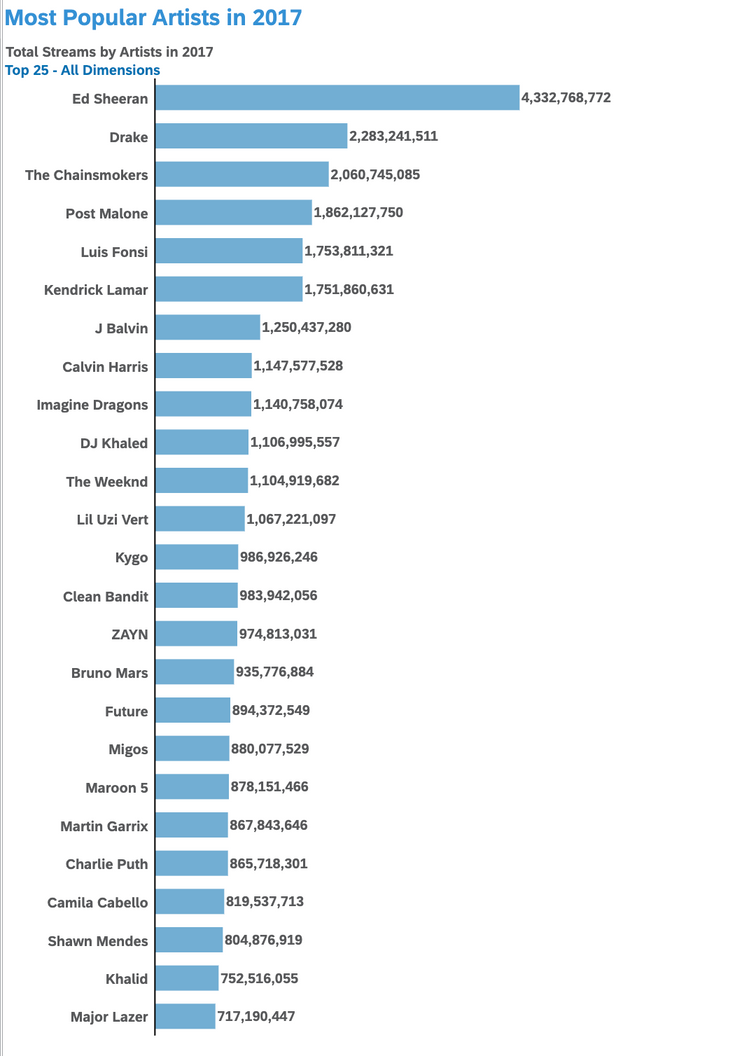 Most Popular Artists in 2017
Total Streams by Artists in 2017
Top 25 - All Dimensions
Ed Sheeran 4,332,768,772
Drake 2,283,241,511
The Chainsmokers 2,060,745,085
Post Malone 1,862,127,750
Luis Fonsi 1,753,811,321
Kendrick Lamar 1,751,860,631
J Balvin 1,250,437,280
Calvin Harris 1,147,577,528
Imagine Dragons 1,140,758,074
DJ Khaled 1,106,995,557
The Weeknd 1,104,919,682
Lil Uzi Vert 1,067,221,097
Kygo 986,926,246
Clean Bandit 983,942,056
ZAYN 974,813,031
Bruno Mars 935,776,884
Future 894,372,549
Migos 880,077,529
Maroon 5 878,151,466
Martin Garrix 867,843,646
Charlie Puth 865,718,301
Camila Cabello 819,537,713
Shawn Mendes 804,876,919
Khalid 752,516,055
Major Lazer 717,190,447